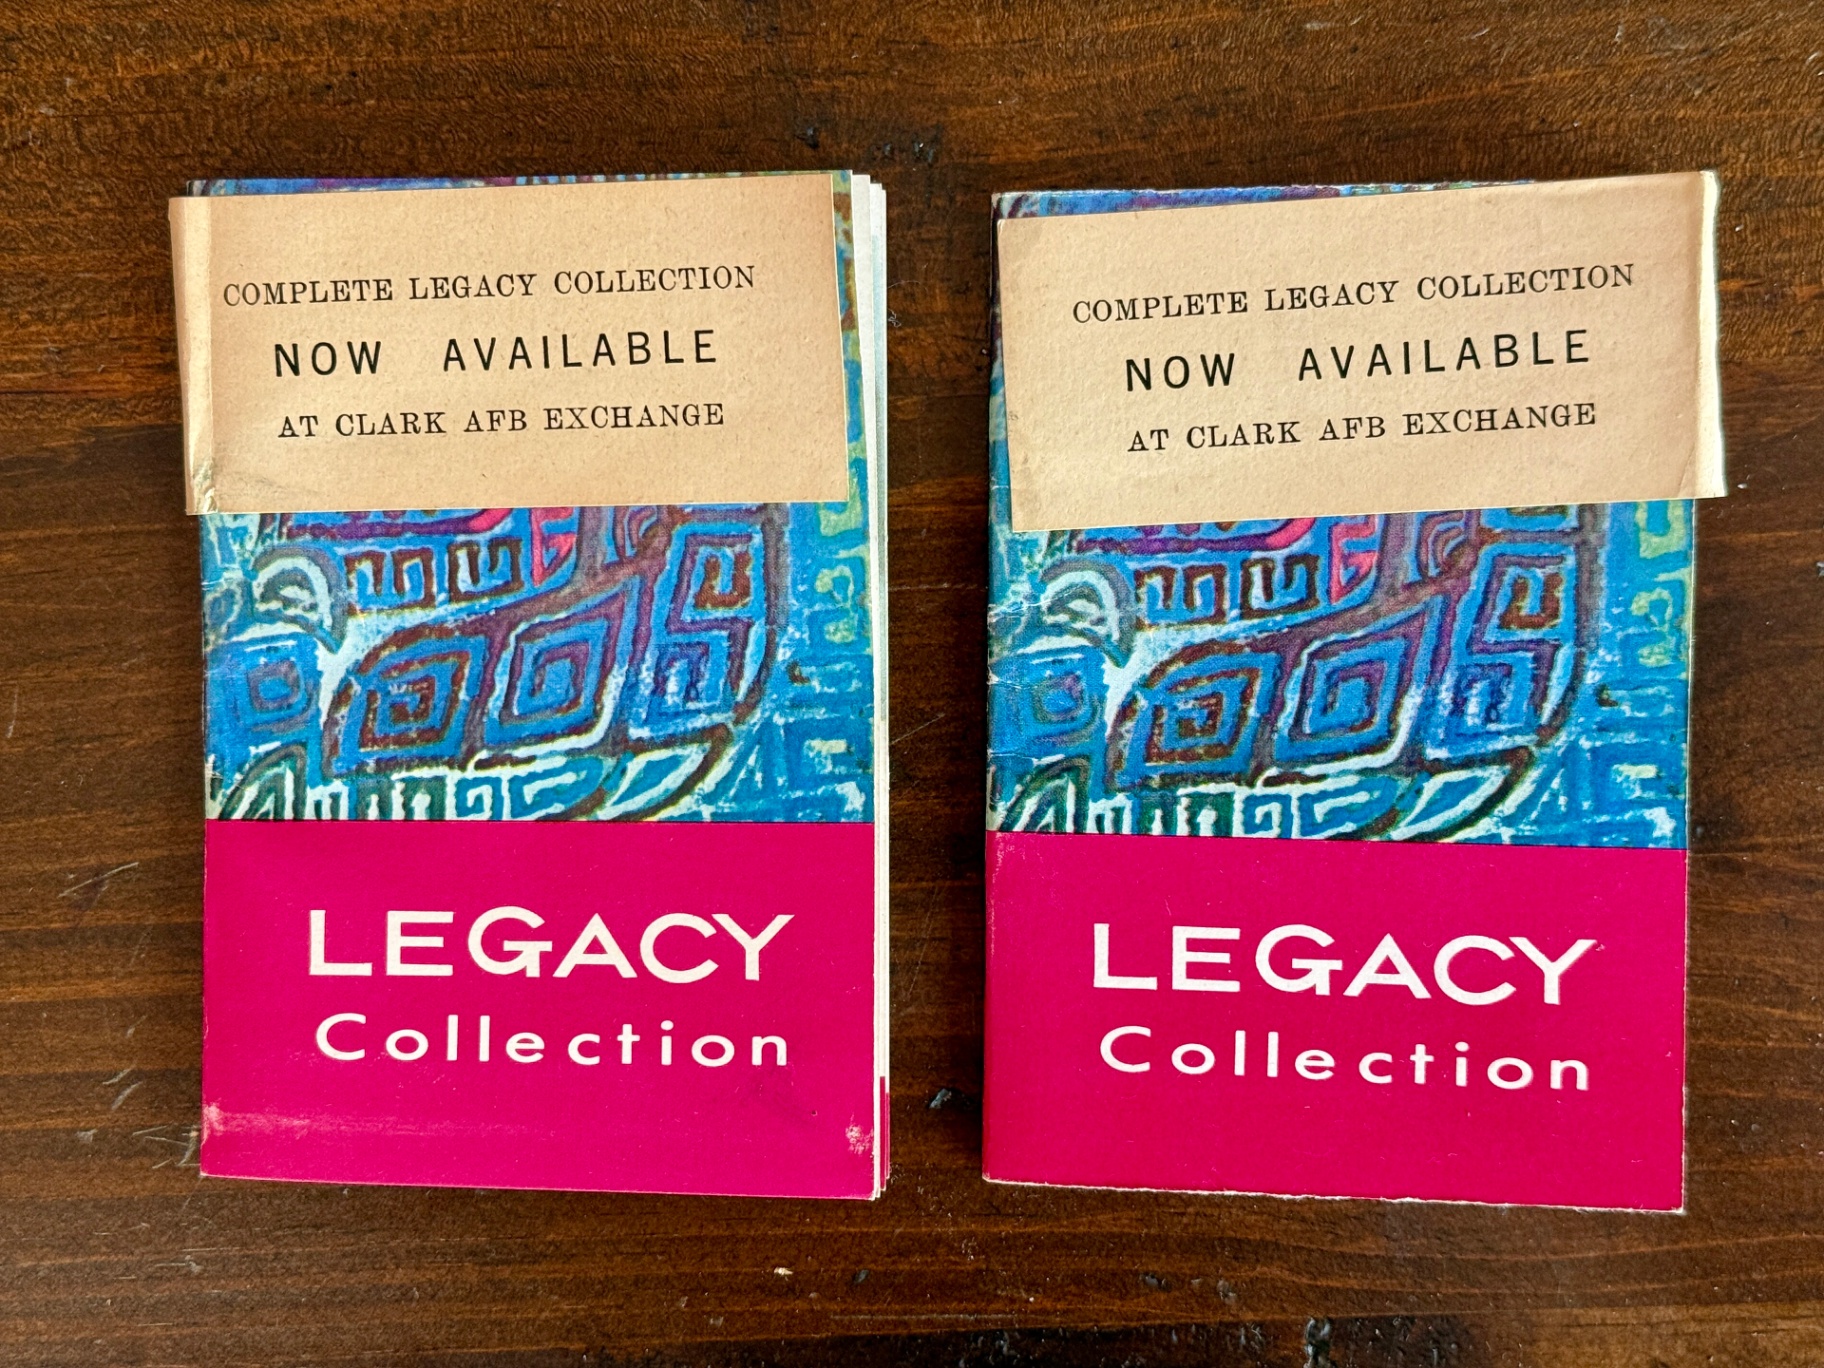 COMPLETE LEGACY COLLECTION
NOW AVAILABLE
AT CLARK AFB EXCHANGE
LEGACY
Collection
COMPLETE LEGACY COLLECTION
NOW AVAILABLE
AT CLARK AFB EXCHANGE
LEGACY
Collection